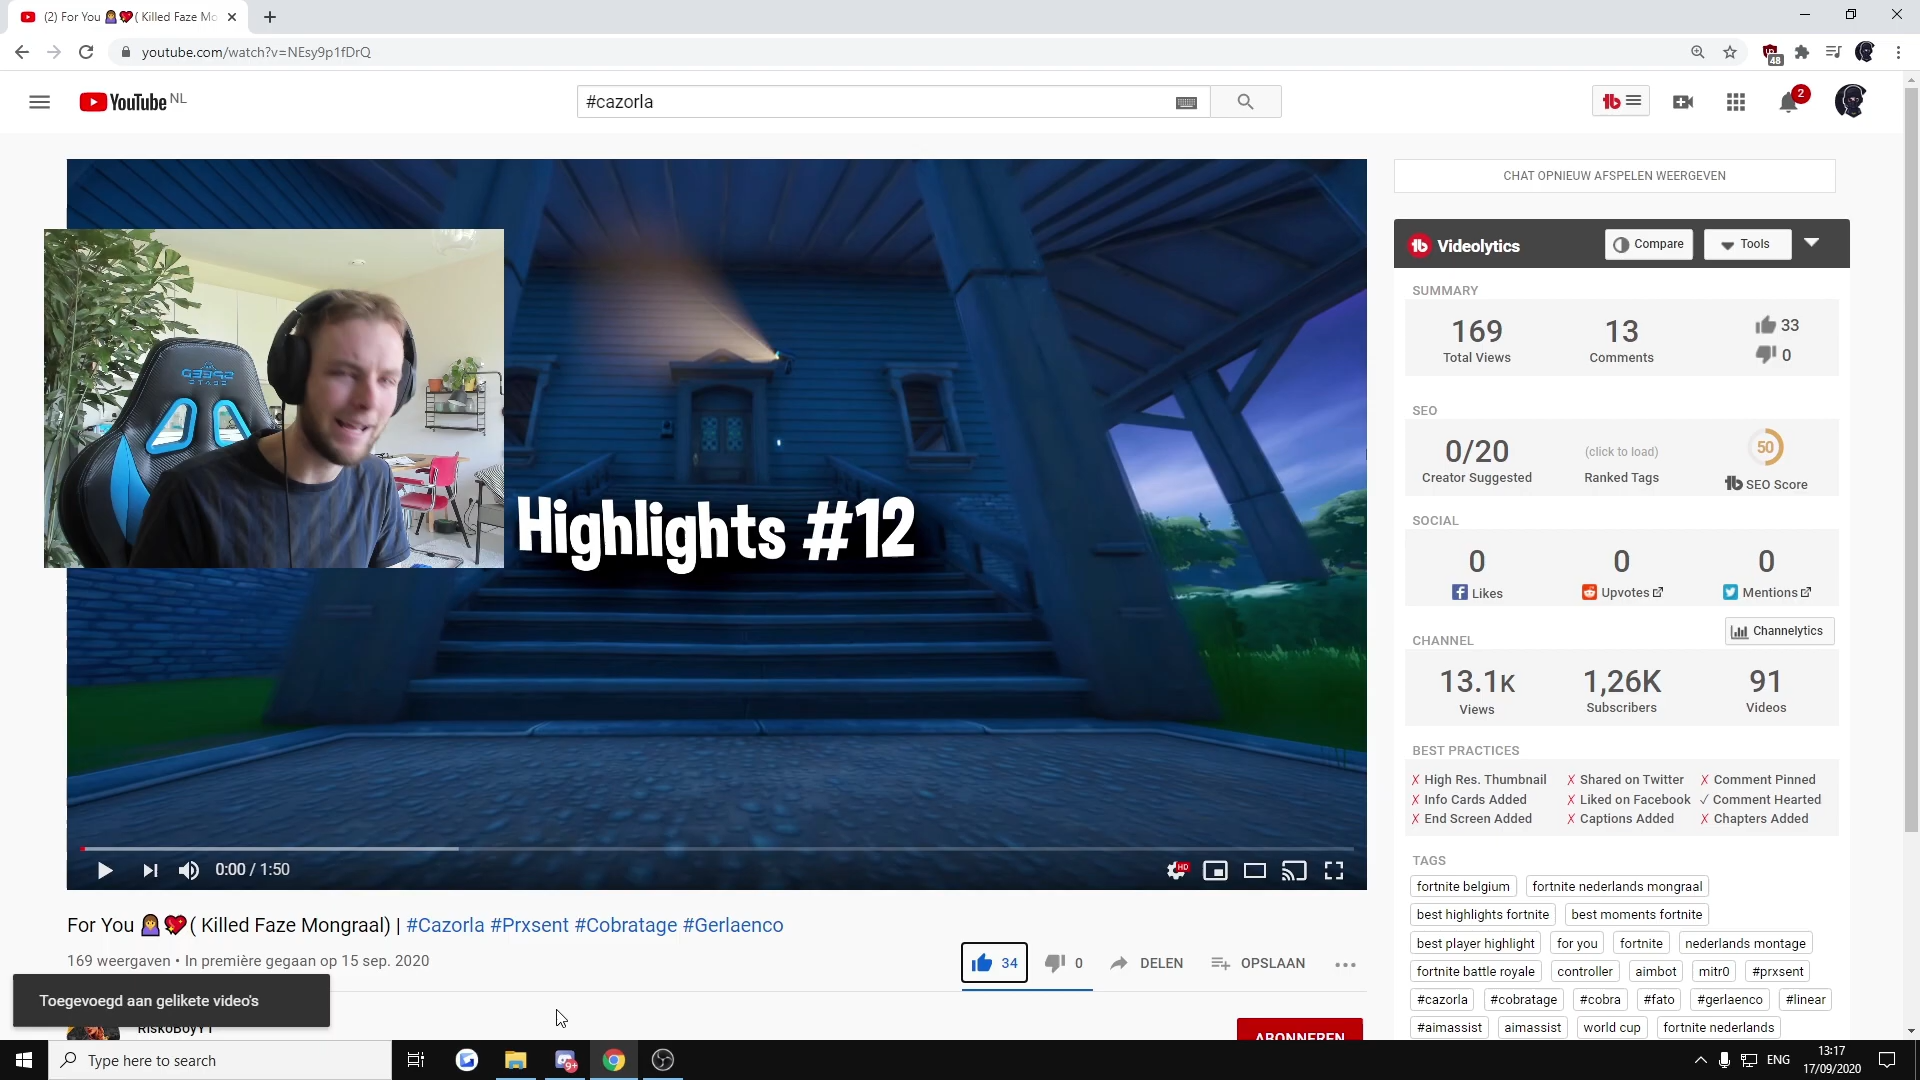 (2) For You 🤷‍♀️💖 ( Killed Faze Mo
youtube.com/watch?v=NEsy9p1fDrQ
48
YouTube NL
#cazorla
tb
2
CHAT OPNIEUW AFSPELEN WEERGEVEN
Highlights #12
0:00 / 1:50
HD
For You 🤷‍♀️💖 ( Killed Faze Mongraal) | #Cazorla #Prxsent #Cobratage #Gerlaenco
169 weergaven • In première gegaan op 15 sep. 2020
34
0
DELEN
OPSLAAN
Toegevoegd aan gelikete video's
RiskoBoyYT
ABONNEREN
tb Videolytics
Compare
Tools
SUMMARY
169
13
33
Total Views
Comments
0
SEO
0/20
(click to load)
50
Creator Suggested
Ranked Tags
tb SEO Score
SOCIAL
0
0
0
Likes
Upvotes
Mentions
CHANNEL
Channelytics
13.1K
1,26K
91
Views
Subscribers
Videos
BEST PRACTICES
X High Res. Thumbnail X Shared on Twitter X Comment Pinned
X Info Cards Added X Liked on Facebook ✓ Comment Hearted
X End Screen Added X Captions Added X Chapters Added
TAGS
fortnite belgium fortnite nederlands mongraal
best highlights fortnite best moments fortnite
best player highlight for you fortnite nederlands montage
fortnite battle royale controller aimbot mitr0 #prxsent
#cazorla #cobratage #cobra #fato #gerlaenco #linear
#aimassist aimassist world cup fortnite nederlands
Type here to search
9+
ENG
13:17
17/09/2020